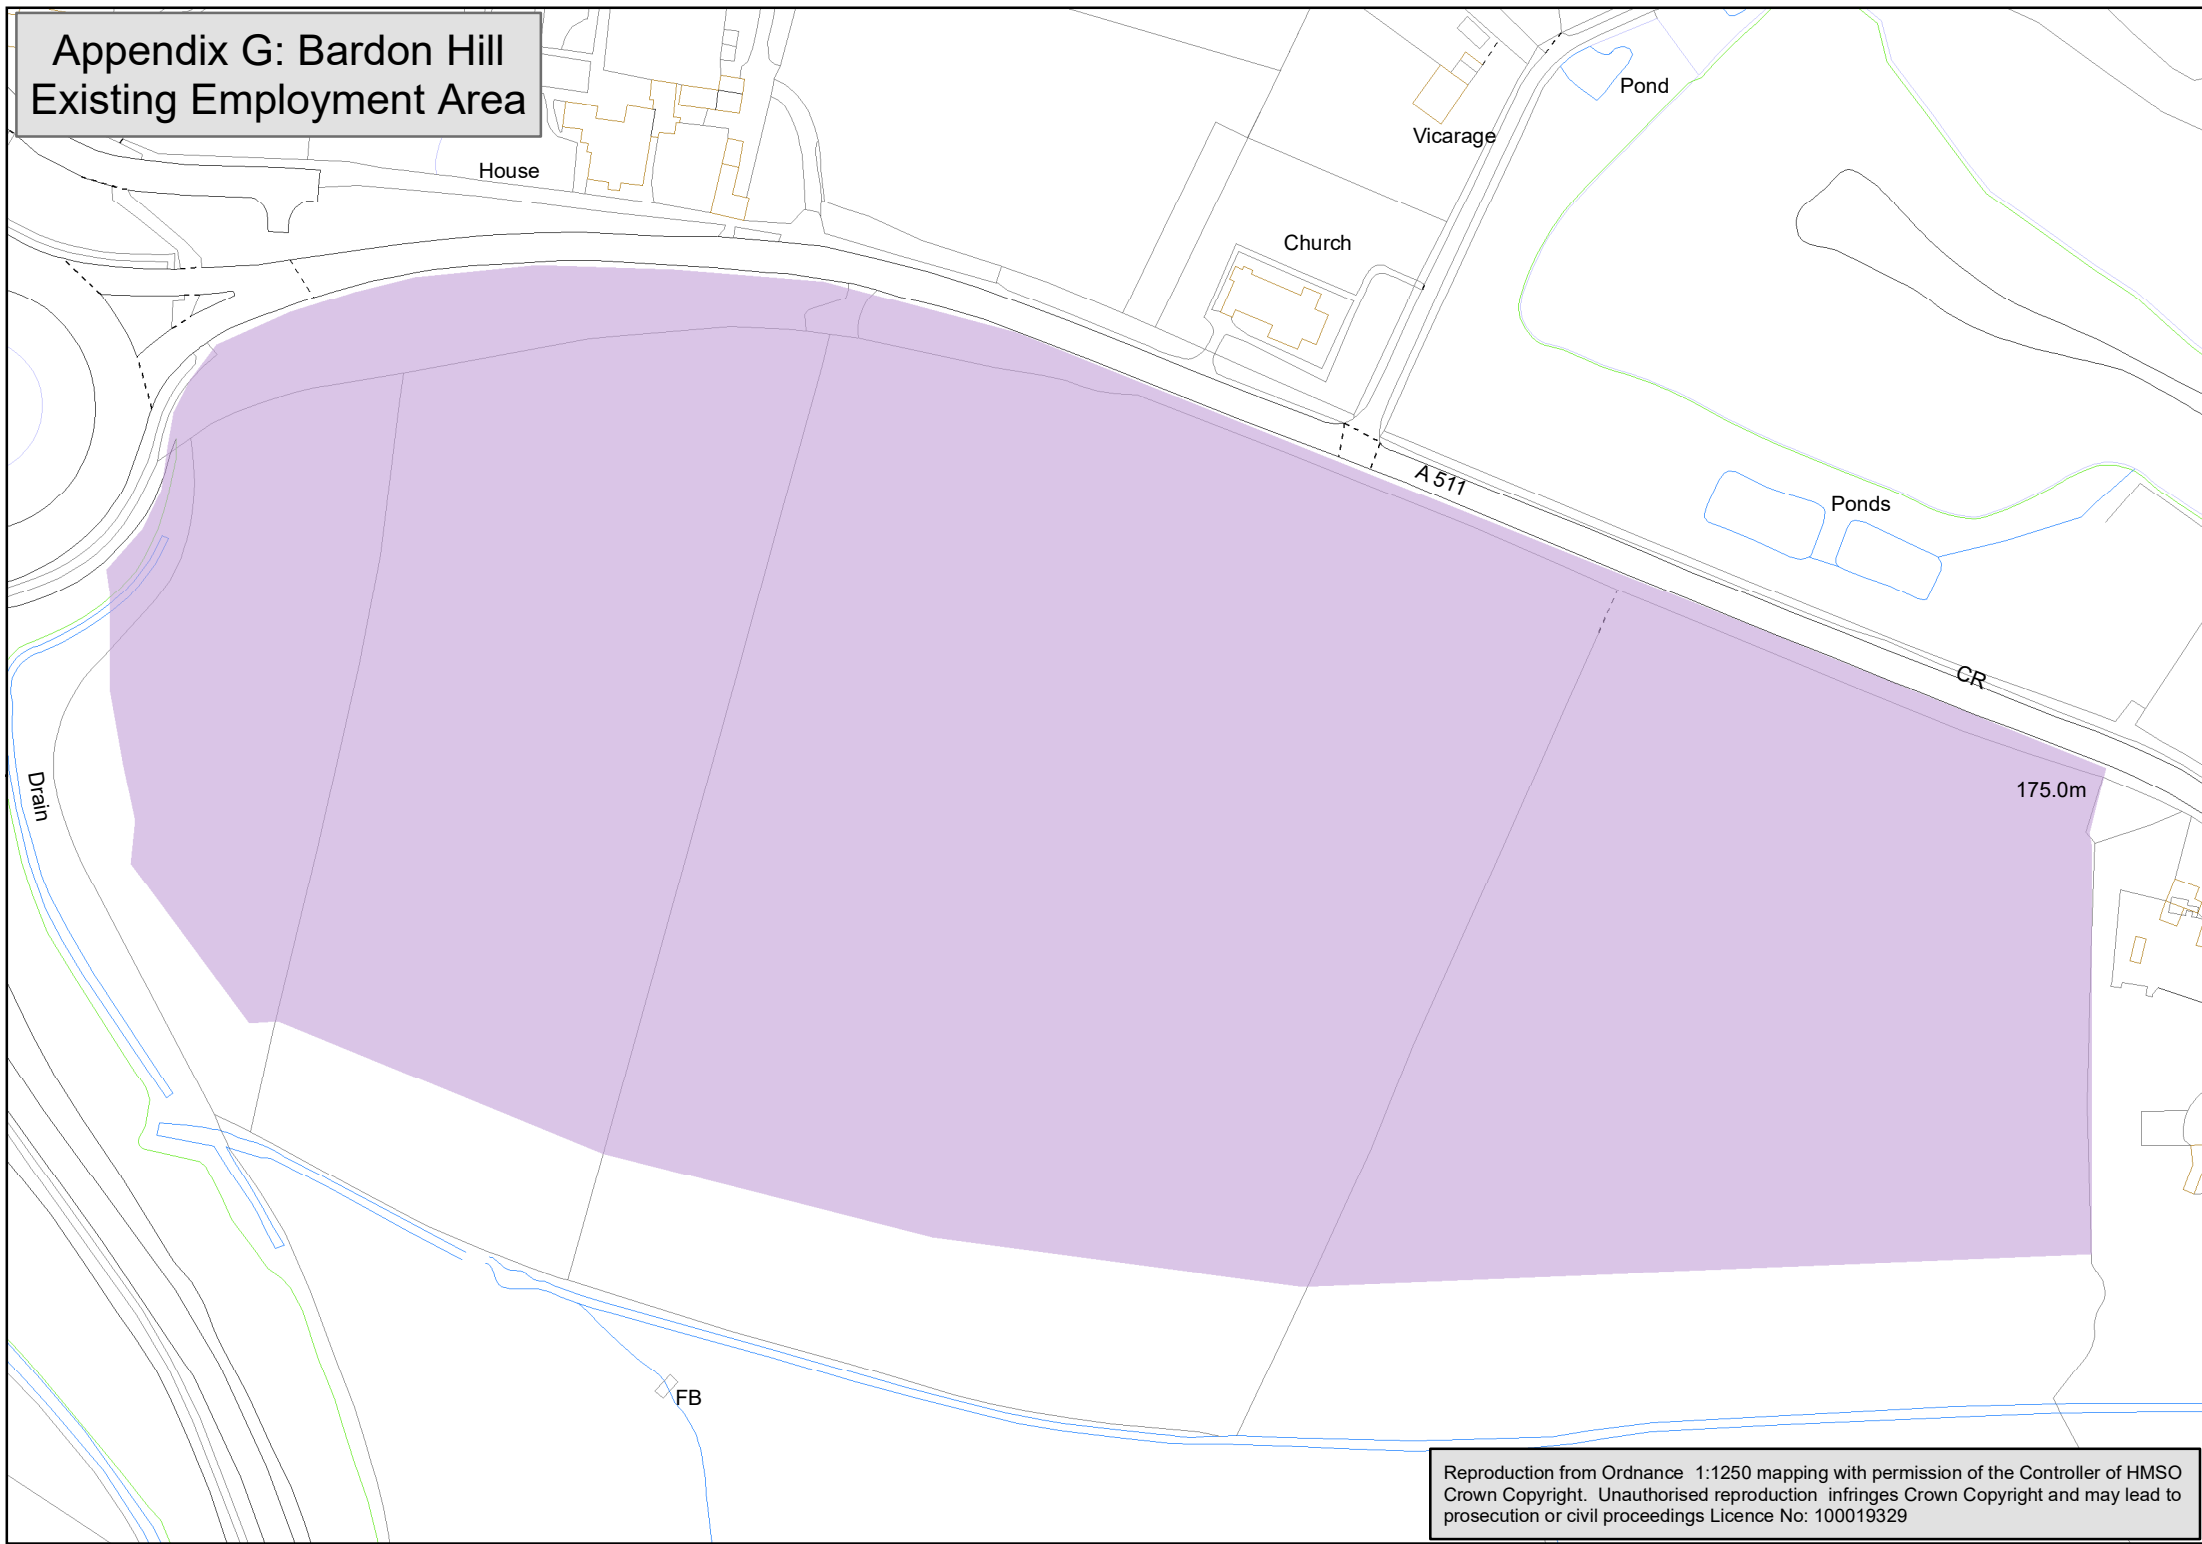 Appendix G: Bardon Hill
Existing Employment Area
Pond
Vicarage
House
Church
A 511
Ponds
CR
175.0m
Drain
FB
Reproduction from Ordnance 1:1250 mapping with permission of the Controller of HMSO
Crown Copyright. Unauthorised reproduction infringes Crown Copyright and may lead to
prosecution or civil proceedings Licence No: 100019329